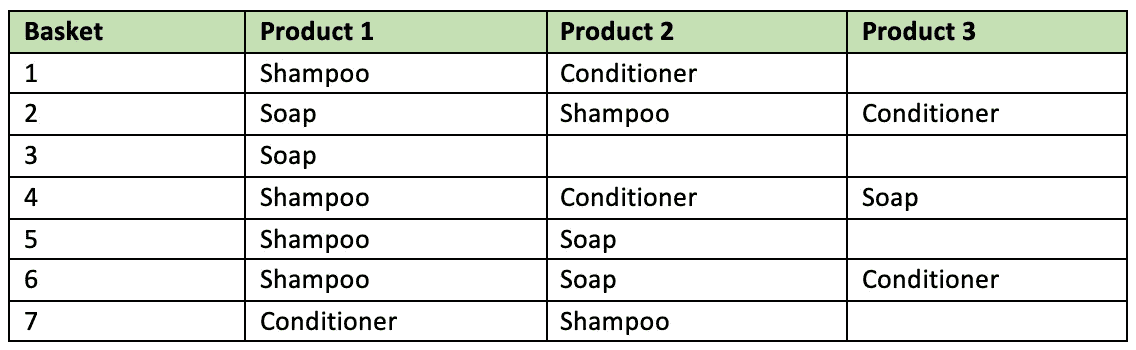 Basket Product 1 Product 2 Product 3
1 Shampoo Conditioner
2 Soap Shampoo Conditioner
3 Soap
4 Shampoo Conditioner Soap
5 Shampoo Soap
6 Shampoo Soap Conditioner
7 Conditioner Shampoo